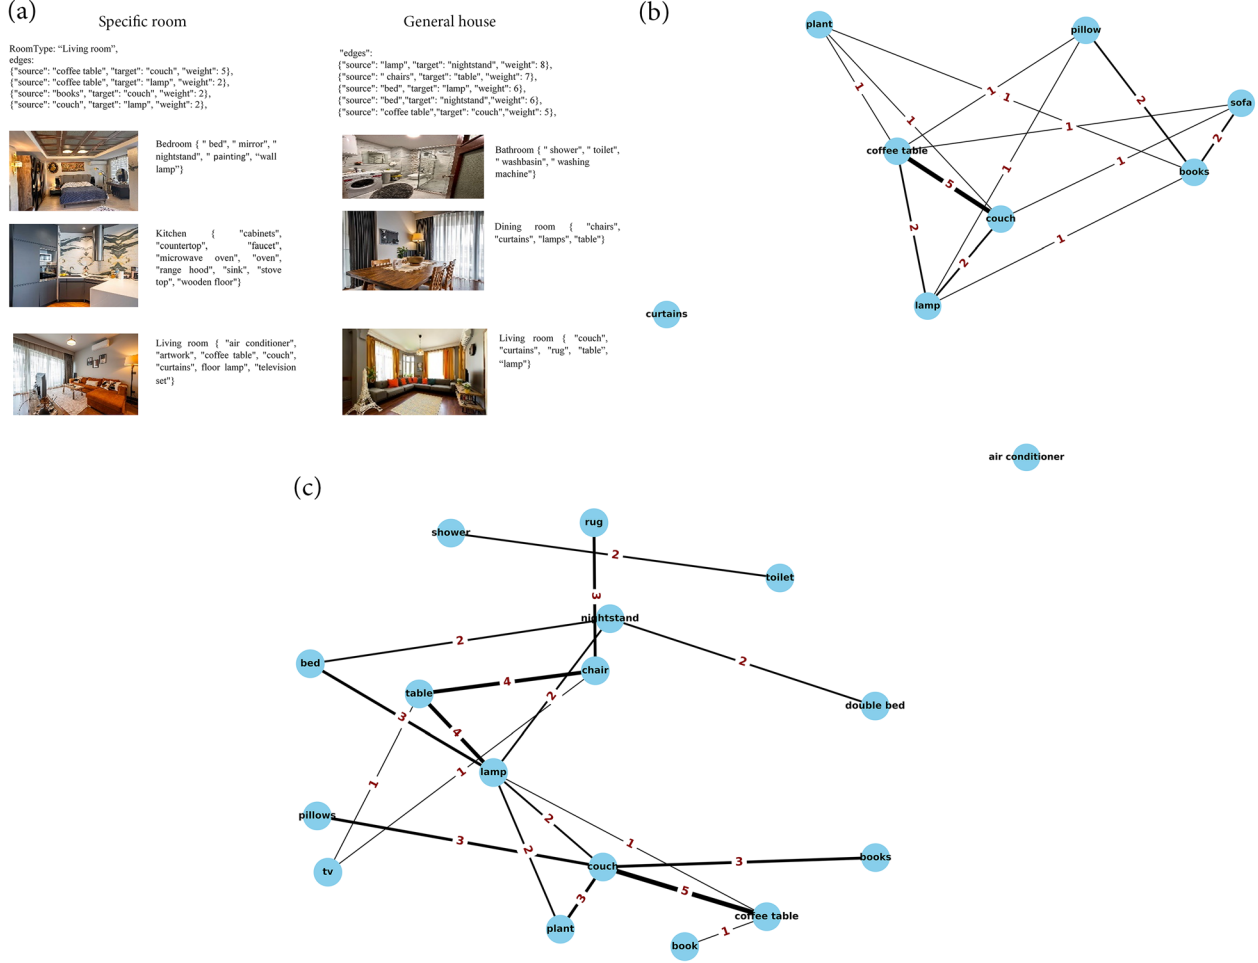 (a)
Specific room
RoomType: “Living room”,
edges:
{"source": "coffee table", "target": "couch", "weight": 5},
{"source": "coffee table", "target": "lamp", "weight": 2},
{"source": "books", "target": "couch", "weight": 2},
{"source": "couch", "target": "lamp", "weight": 2},
Bedroom { " bed", " mirror", "
nightstand", " painting", “wall
lamp”}
Kitchen { "cabinets",
"countertop", "faucet",
"microwave oven", "oven",
"range hood", "sink", "stove
top", "wooden floor"}
Living room { "air conditioner",
"artwork", "coffee table", "couch",
"curtains", floor lamp", "television
set"}
General house
"edges":
{"source": "lamp", "target": "nightstand", "weight": 8},
{"source": " chairs", "target": "table", "weight": 7},
{"source": "bed", "target": "lamp", "weight": 6},
{"source": "bed","target": "nightstand","weight": 6},
{"source": "coffee table","target": "couch","weight": 5},
Bathroom { " shower", " toilet",
" washbasin", " washing
machine"}
Dining room { "chairs",
"curtains", "lamps", "table"}
Living room { "couch",
"curtains", "rug", "table”,
“lamp"}
(b)
plant
pillow
sofa
coffee table
books
couch
lamp
curtains
air conditioner
1
1
1
1
2
1
2
1
1
5
2
2
1
(c)
shower
rug
toilet
nightstand
bed
chair
table
double bed
lamp
pillows
tv
couch
books
plant
coffee table
book
2
3
2
2
4
2
3
4
1
1
2
1
3
2
3
5
3
1